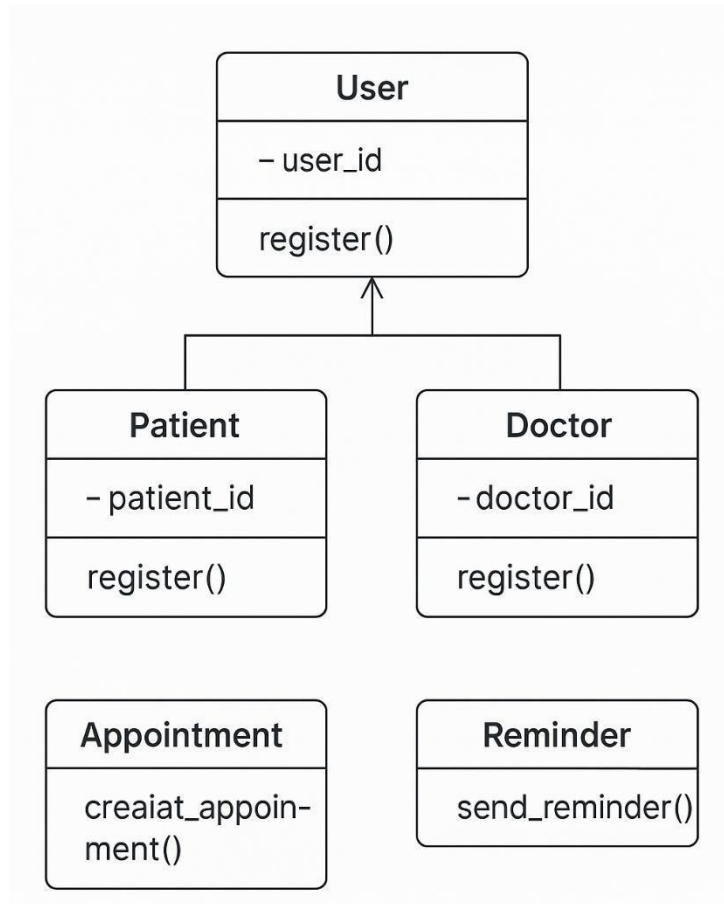 User
– user_id
register()
Patient
– patient_id
register()
Doctor
- doctor_id
register()
Appointment
creaiat_appoin-
ment()
Reminder
send_reminder()